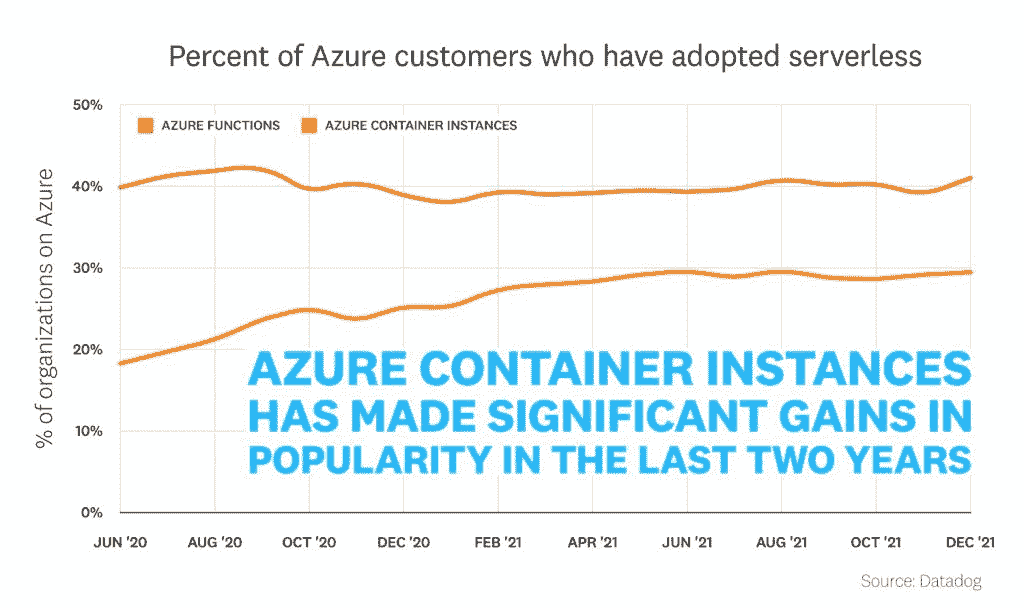 Percent of Azure customers who have adopted serverless
50%
AZURE FUNCTIONS
AZURE CONTAINER INSTANCES
40%
30%
20%
10%
0%
% of organizations on Azure
AZURE CONTAINER INSTANCES
HAS MADE SIGNIFICANT GAINS IN
POPULARITY IN THE LAST TWO YEARS
JUN '20
AUG '20
OCT '20
DEC '20
FEB '21
APR '21
JUN '21
AUG '21
OCT '21
DEC '21
Source: Datadog